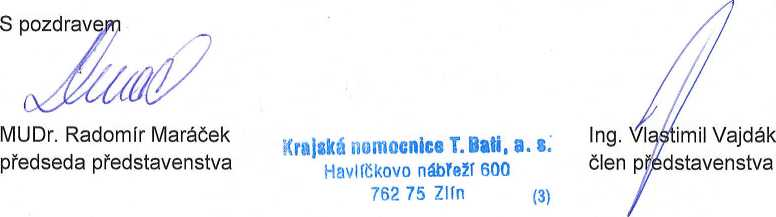 S pozdravem
MUDr. Radomír Maráček
předseda představenstva
Krajská nemocnice T. Bati, a. s.
Havlíčkovo nábřeží 600
762 75 Zlín (3)
Ing. Vlastimil Vajdák
člen představenstva